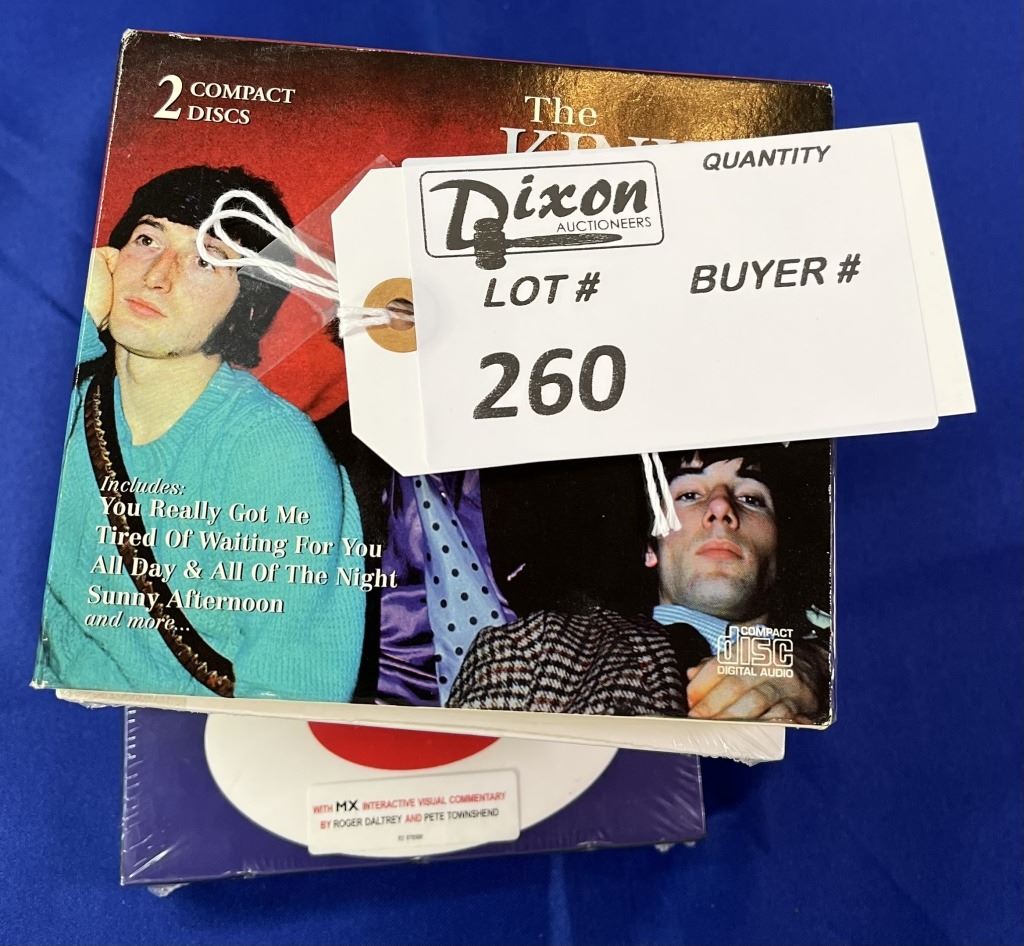 2 COMPACT
DISCS
The
Dixon
AUCTIONEERS
QUANTITY
LOT #
BUYER #
260
Includes:
You Really Got Me
Tired Of Waiting For You
All Day & All Of The Night
Sunny Afternoon
and more...
COMPACT
disc
DIGITAL AUDIO
WITH MX INTERACTIVE VISUAL COMMENTARY
BY ROGER DALTREY AND PETE TOWNSHEND